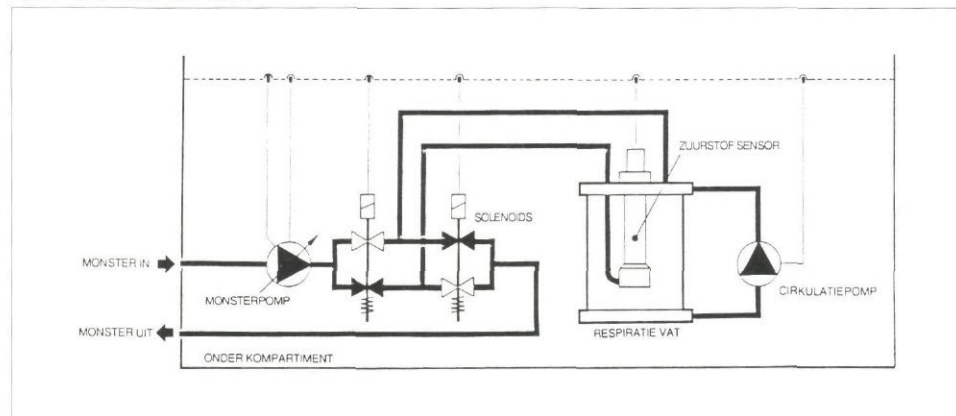 ZUURSTOF SENSOR
SOLENOIDS
MONSTER IN
MONSTERPOMP
CIRKULATIEPOMP
MONSTER UIT
RESPIRATIE VAT
ONDER KOMPARTIMENT